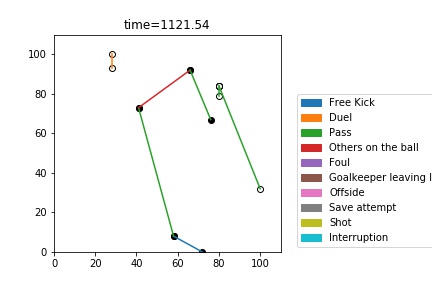 time=1121.54
100
80
60
40
20
0
0 20 40 60 80 100
Free Kick
Duel
Pass
Others on the ball
Foul
Goalkeeper leaving l
Offside
Save attempt
Shot
Interruption